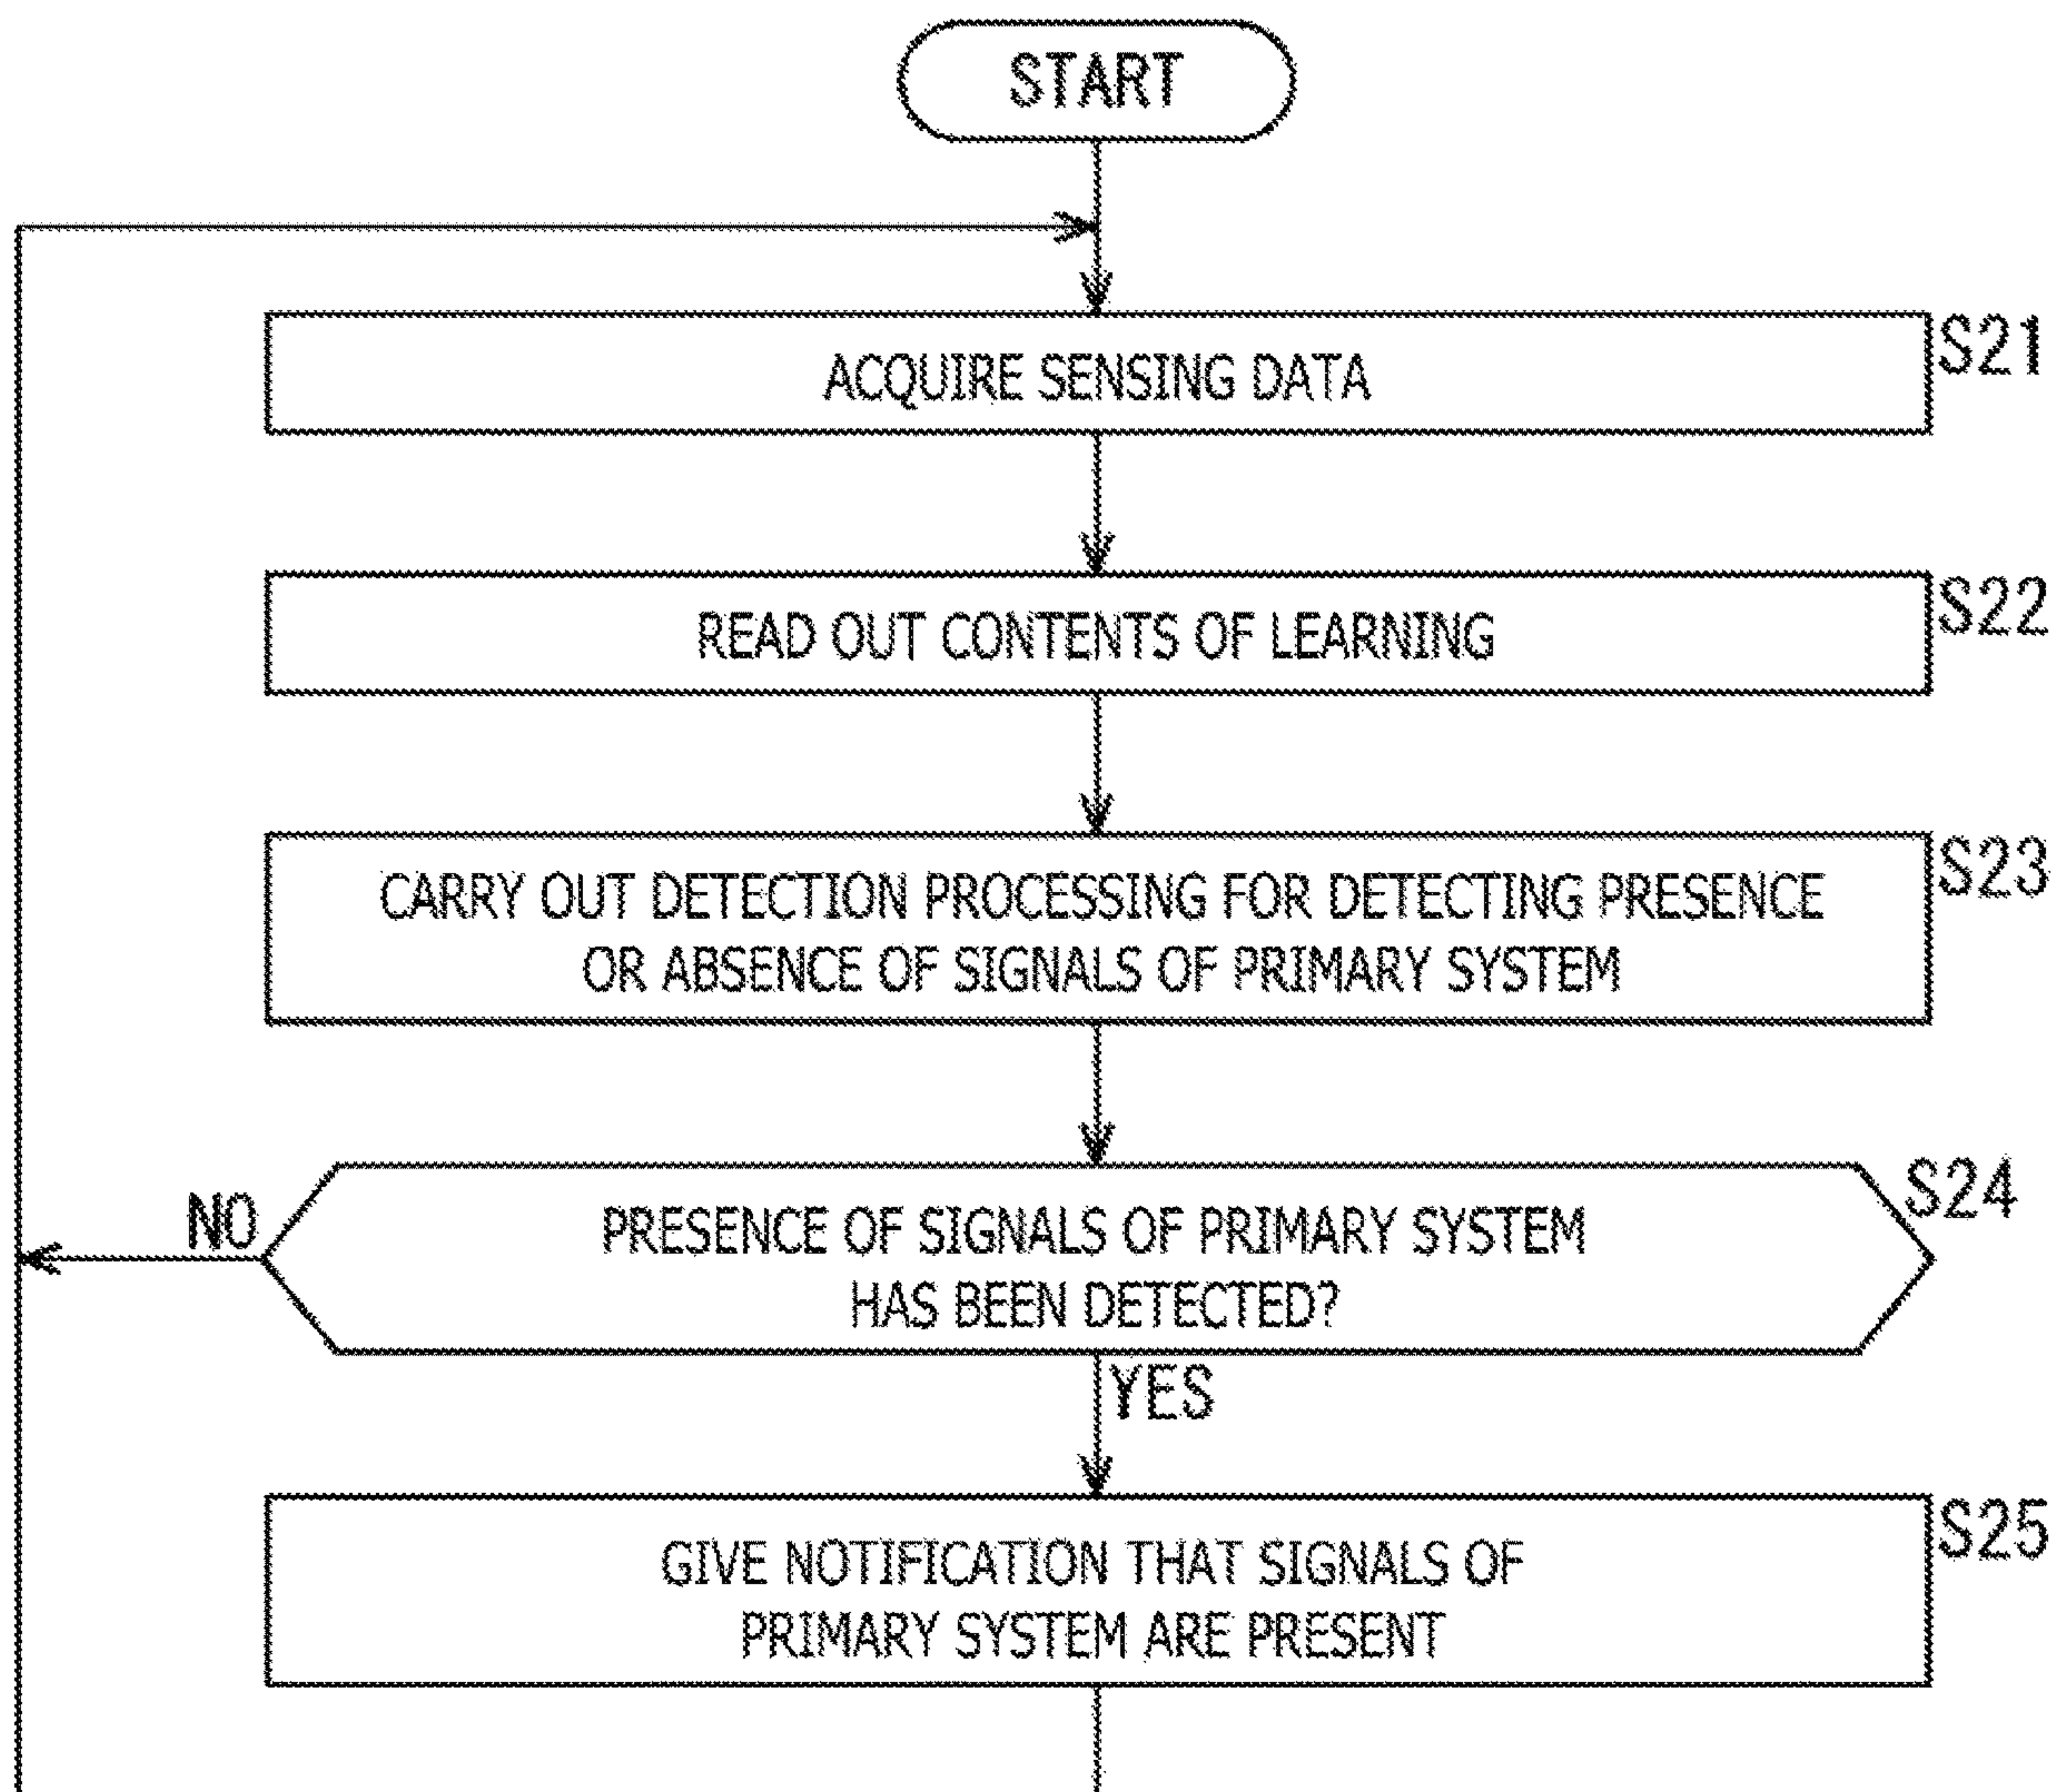 START
ACQUIRE SENSING DATA
S21
READ OUT CONTENTS OF LEARNING
S22
CARRY OUT DETECTION PROCESSING FOR DETECTING PRESENCE
OR ABSENCE OF SIGNALS OF PRIMARY SYSTEM
S23
PRESENCE OF SIGNALS OF PRIMARY SYSTEM
HAS BEEN DETECTED?
S24
NO
YES
GIVE NOTIFICATION THAT SIGNALS OF
PRIMARY SYSTEM ARE PRESENT
S25